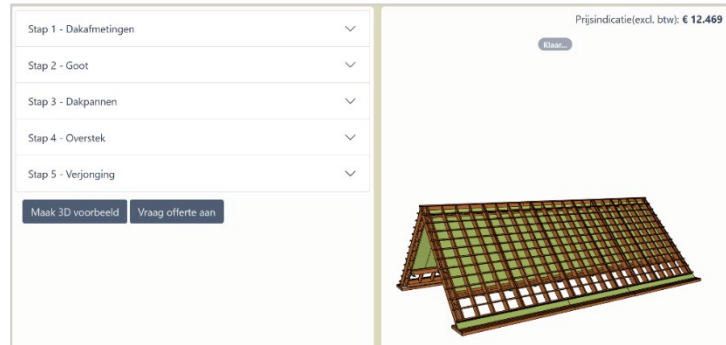 Stap 1 - Dakafmetingen
Stap 2 - Goot
Stap 3 - Dakpannen
Stap 4 - Overstek
Stap 5 - Verjonging
Maak 3D voorbeeld
Vraag offerte aan
Prijsindicatie(excl. btw): € 12.469
Klaar...